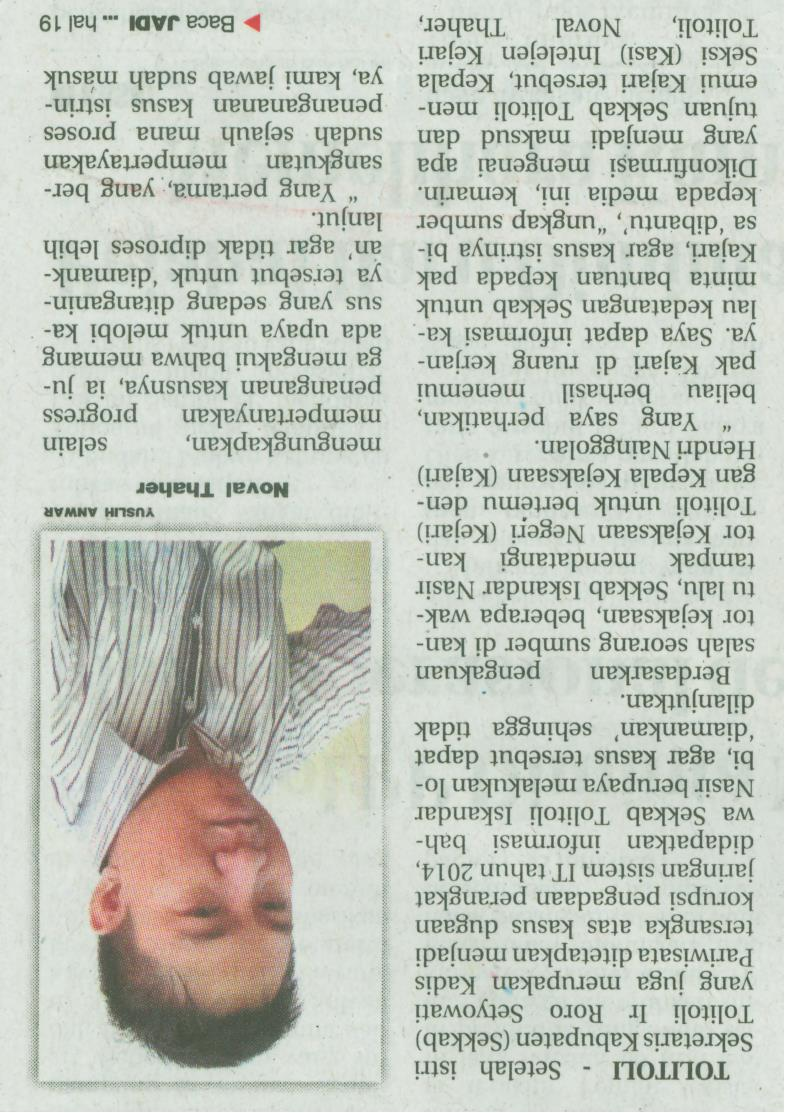 TOLITOLI - Setelah istri
Sekretaris Kabupaten (Sekkab)
Tolitoli Ir Roro Setyowati
yang juga merupakan Kadis
Pariwisata ditetapkan menjadi
tersangka atas kasus dugaan
korupsi pengadaan perangkat
jaringan sistem IT tahun 2014,
didapatkan informasi bah-
wa Sekkab Tolitoli Iskandar
Nasir berupaya melakukan lo-
bi, agar kasus tersebut dapat
'diamankan' sehingga tidak
dilanjutkan.
Berdasarkan pengakuan
salah seorang sumber di kan-
tor kejaksaan, beberapa wak-
tu lalu, Sekkab Iskandar Nasir
tampak mendatangi kan-
tor Kejaksaan Negeri (Kejari)
Tolitoli untuk bertemu den-
gan Kepala Kejaksaan (Kajari)
Hendri Nainggolan.
" Yang saya perhatikan,
beliau berhasil menemui
pak Kajari di ruang kerjan-
ya. Saya dapat informasi ka-
lau kedatangan Sekkab untuk
minta bantuan kepada pak
Kajari, agar kasus istrinya bi-
sa 'dibantu', "ungkap sumber
kepada media ini, kemarin.
Dikonfirmasi mengenai apa
yang menjadi maksud dan
tujuan Sekkab Tolitoli men-
emui Kajari tersebut, Kepala
Seksi (Kasi) Intelejen Kejari
Tolitoli, Noval Thaher,
YUSLIH ANWAR
Noval Thaher
mengungkapkan, selain
mempertanyakan progress
penanganan kasusnya, ia ju-
ga mengakui bahwa memang
ada upaya untuk melobi ka-
sus yang sedang ditanganin-
ya tersebut untuk 'diamank-
an' agar tidak diproses lebih
lanjut.
" Yang pertama, yang ber-
sangkutan mempertayakan
sudah sejauh mana proses
penangananan kasus istrin-
ya, kami jawab sudah masuk
▶ Baca JADI ... hal 19